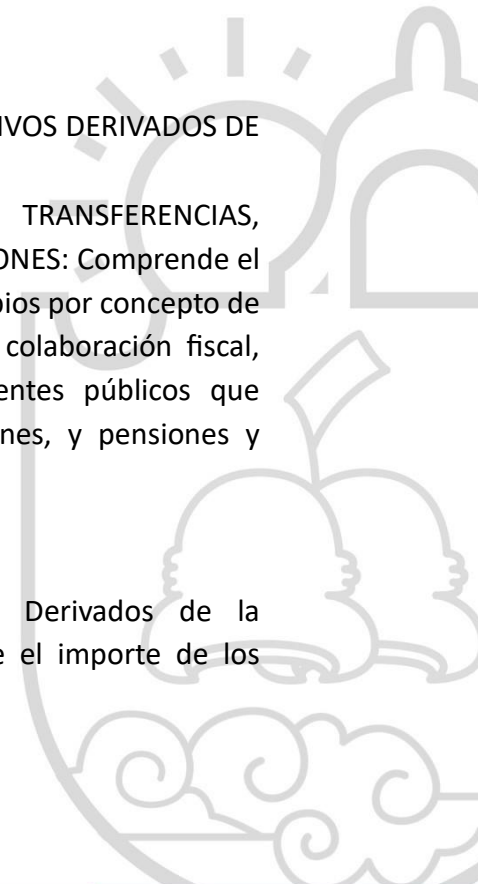 IVOS DERIVADOS DE
TRANSFERENCIAS,
ONES: Comprende el
pios por concepto de
colaboración fiscal,
entes públicos que
nes, y pensiones y
Derivados de la
e el importe de los